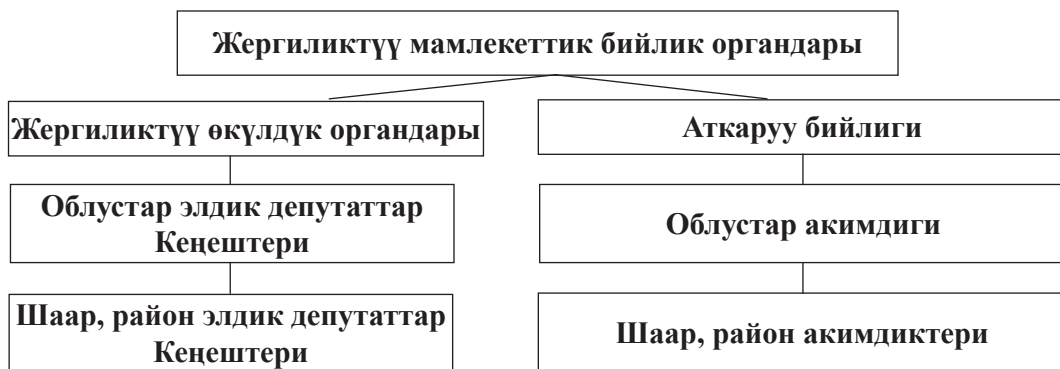 Жергиликтүү мамлекеттик бийлик органдары
Жергиликтүү өкүлдүк органдары
Аткаруу бийлиги
Облустар элдик депутаттар
Кеңештери
Облустар акимдиги
Шаар, район элдик депутаттар
Кеңештери
Шаар, район акимдиктери